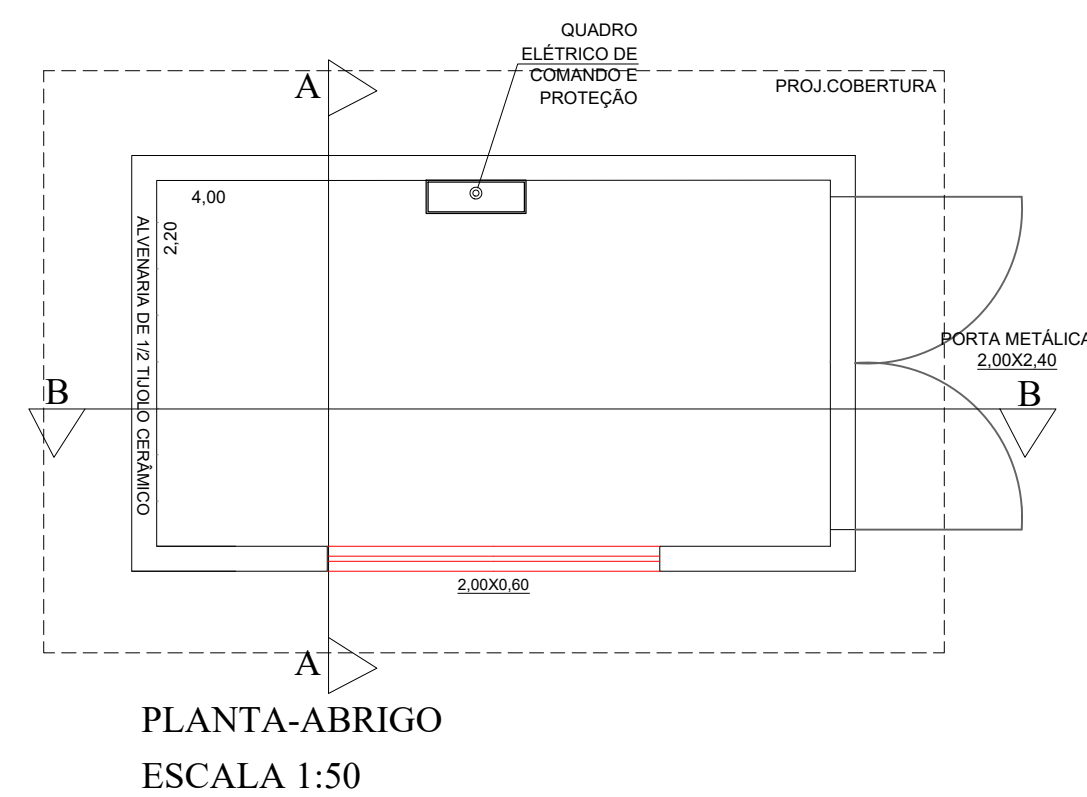 QUADRO
ELÉTRICO DE
COMANDO E
PROTEÇÃO
PROJ.COBERTURA
A
4,00
2,20
ALVENARIA DE 1/2 TIJOLO CERÂMICO
PORTA METÁLICA
2,00X2,40
B
B
2,00X0,60
A
PLANTA-ABRIGO
ESCALA 1:50